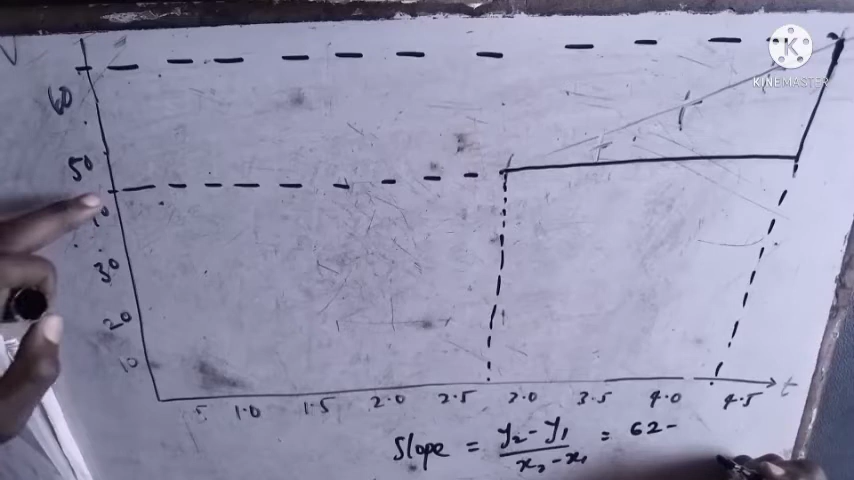 V
K
KINEMASTER
60
50
30
20
10
t
5 1.0 1.5 2.0 2.5 3.0 3.5 4.0 4.5
Slope = y₂-y₁ / x₂-x₁ = 62-